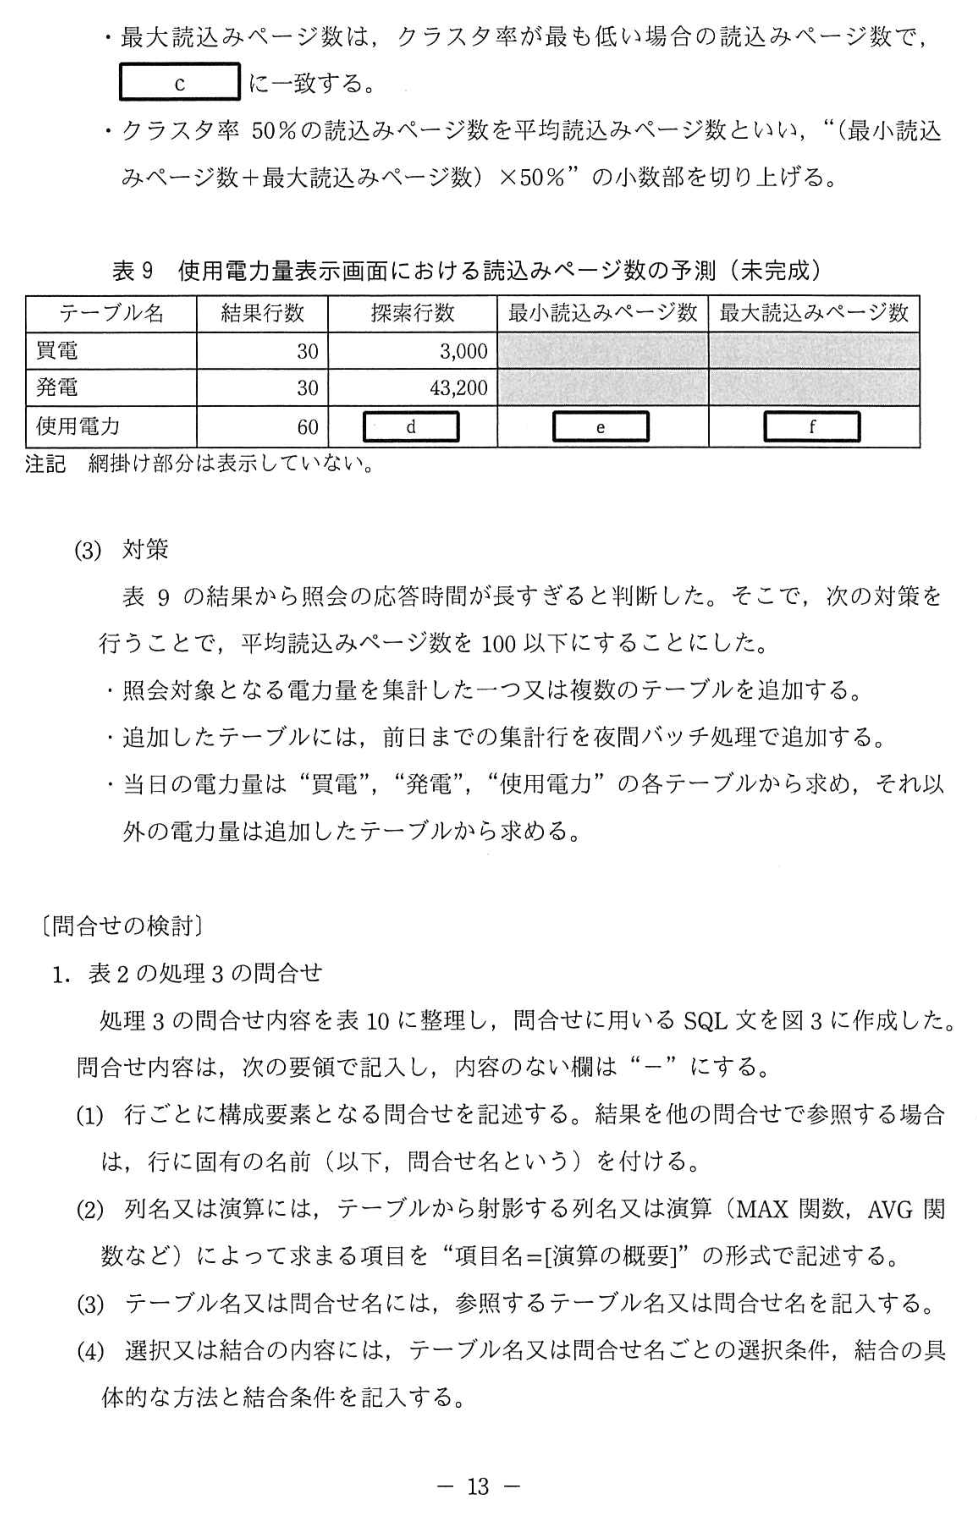 ・最大読込みページ数は，クラスタ率が最も低い場合の読込みページ数で，
c に一致する。
・クラスタ率 50％の読込みページ数を平均読込みページ数といい，“（最小読込
みページ数＋最大読込みページ数）×50％” の小数部を切り上げる。
表 9 使用電力量表示画面における読込みページ数の予測（未完成）
テーブル名 結果行数 探索行数 最小読込みページ数 最大読込みページ数
買電 30 3,000
発電 30 43,200
使用電力 60 d e f
注記 網掛け部分は表示していない。
(3) 対策
表 9 の結果から照会の応答時間が長すぎると判断した。そこで，次の対策を
行うことで，平均読込みページ数を 100 以下にすることにした。
・照会対象となる電力量を集計した一つ又は複数のテーブルを追加する。
・追加したテーブルには，前日までの集計行を夜間バッチ処理で追加する。
・当日の電力量は “買電”，“発電”，“使用電力” の各テーブルから求め，それ以
外の電力量は追加したテーブルから求める。
〔問合せの検討〕
1. 表 2 の処理 3 の問合せ
処理 3 の問合せ内容を表 10 に整理し，問合せに用いる SQL 文を図 3 に作成した。
問合せ内容は，次の要領で記入し，内容のない欄は “－” にする。
(1) 行ごとに構成要素となる問合せを記述する。結果を他の問合せで参照する場合
は，行に固有の名前（以下，問合せ名という）を付ける。
(2) 列名又は演算には，テーブルから射影する列名又は演算（MAX 関数，AVG 関
数など）によって求まる項目を “項目名=[演算の概要]” の形式で記述する。
(3) テーブル名又は問合せ名には，参照するテーブル名又は問合せ名を記入する。
(4) 選択又は結合の内容には，テーブル名又は問合せ名ごとの選択条件，結合の具
体的な方法と結合条件を記入する。
－ 13 －